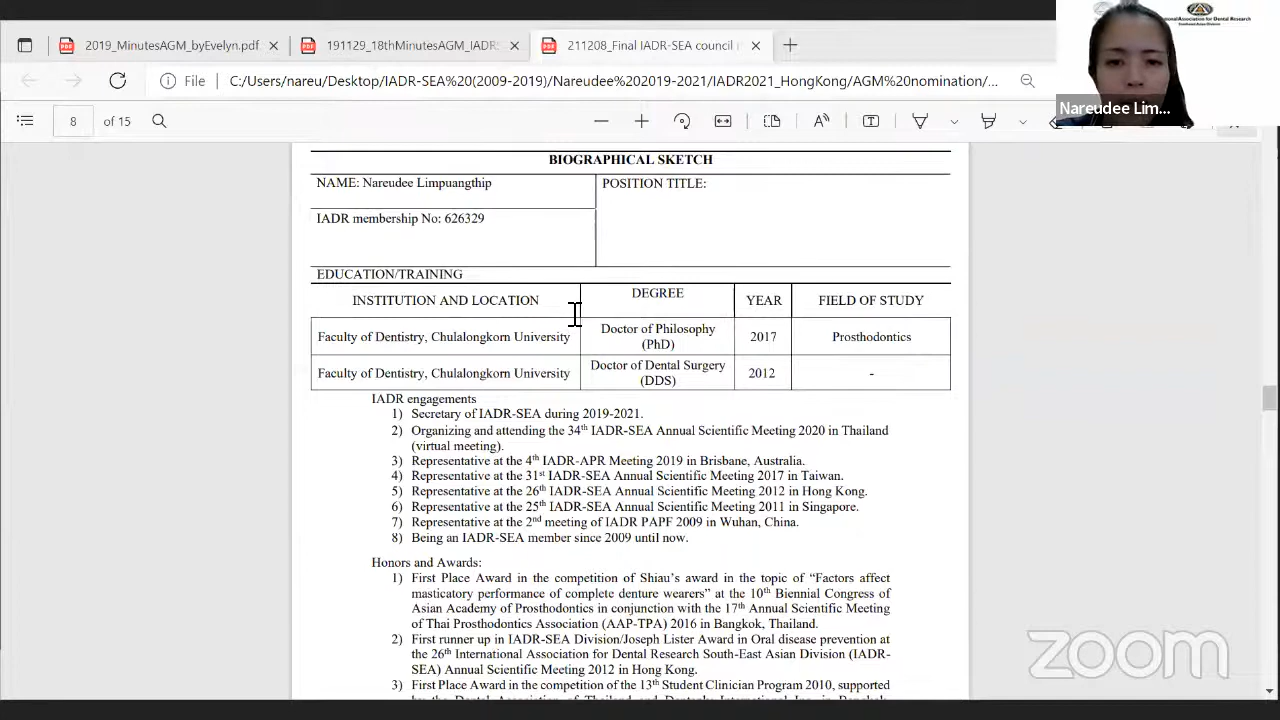 2019_MinutesAGM_byEvelyn.pdf
191129_18thMinutesAGM_IADR
211208_Final IADR-SEA council
File C:/Users/nareu/Desktop/IADR-SEA%20(2009-2019)/Nareudee%202019-2021/IADR2021_HongKong/AGM%20nomination/...
8 of 15
Nareudee Lim...
BIOGRAPHICAL SKETCH
NAME: Nareudee Limpuangthip
POSITION TITLE:
IADR membership No: 626329
EDUCATION/TRAINING
INSTITUTION AND LOCATION DEGREE YEAR FIELD OF STUDY
Faculty of Dentistry, Chulalongkorn University Doctor of Philosophy (PhD) 2017 Prosthodontics
Faculty of Dentistry, Chulalongkorn University Doctor of Dental Surgery (DDS) 2012 -
IADR engagements
1) Secretary of IADR-SEA during 2019-2021.
2) Organizing and attending the 34th IADR-SEA Annual Scientific Meeting 2020 in Thailand
(virtual meeting).
3) Representative at the 4th IADR-APR Meeting 2019 in Brisbane, Australia.
4) Representative at the 31st IADR-SEA Annual Scientific Meeting 2017 in Taiwan.
5) Representative at the 26th IADR-SEA Annual Scientific Meeting 2012 in Hong Kong.
6) Representative at the 25th IADR-SEA Annual Scientific Meeting 2011 in Singapore.
7) Representative at the 2nd meeting of IADR PAPF 2009 in Wuhan, China.
8) Being an IADR-SEA member since 2009 until now.
Honors and Awards:
1) First Place Award in the competition of Shiau's award in the topic of “Factors affect
masticatory performance of complete denture wearers” at the 10th Biennial Congress of
Asian Academy of Prosthodontics in conjunction with the 17th Annual Scientific Meeting
of Thai Prosthodontics Association (AAP-TPA) 2016 in Bangkok, Thailand.
2) First runner up in IADR-SEA Division/Joseph Lister Award in Oral disease prevention at
the 26th International Association for Dental Research South-East Asian Division (IADR-
SEA) Annual Scientific Meeting 2012 in Hong Kong.
3) First Place Award in the competition of the 13th Student Clinician Program 2010, supported
zoom